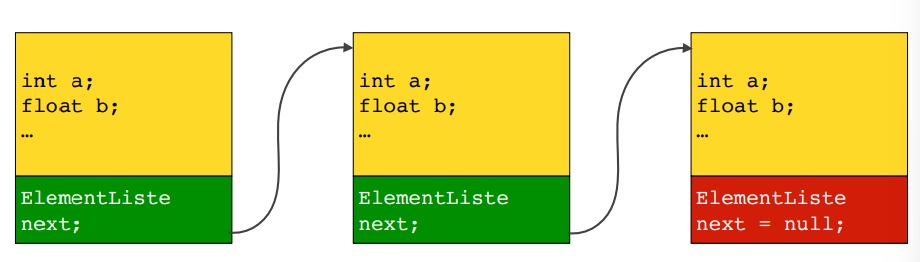 int a;
float b;
…
ElementListe
next;
int a;
float b;
…
ElementListe
next;
int a;
float b;
…
ElementListe
next = null;